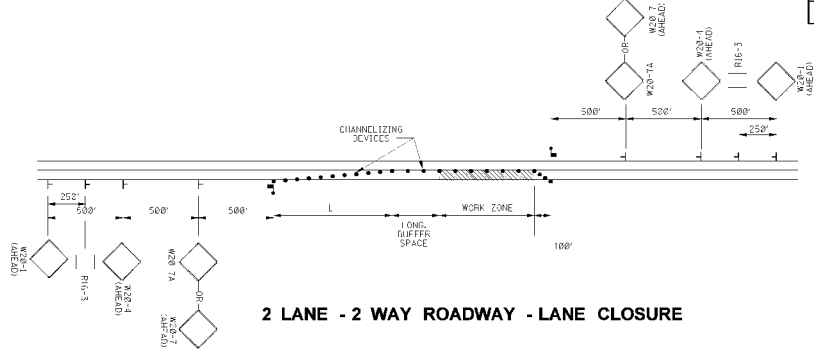 W20-7
(AHEAD)
OR
W20-7A
W20-4
(AHEAD)
R16-3
W20-1
(AHEAD)
500'
500'
500'
250'
CHANNELIZING
DEVICES
250'
500'
500'
500'
L
LONG.
BUFFER
SPACE
WORK ZONE
100'
W20-1
(AHEAD)
R16-3
W20-4
(AHEAD)
W20-7A
OR
W20-7
(AHEAD)
2 LANE - 2 WAY ROADWAY - LANE CLOSURE